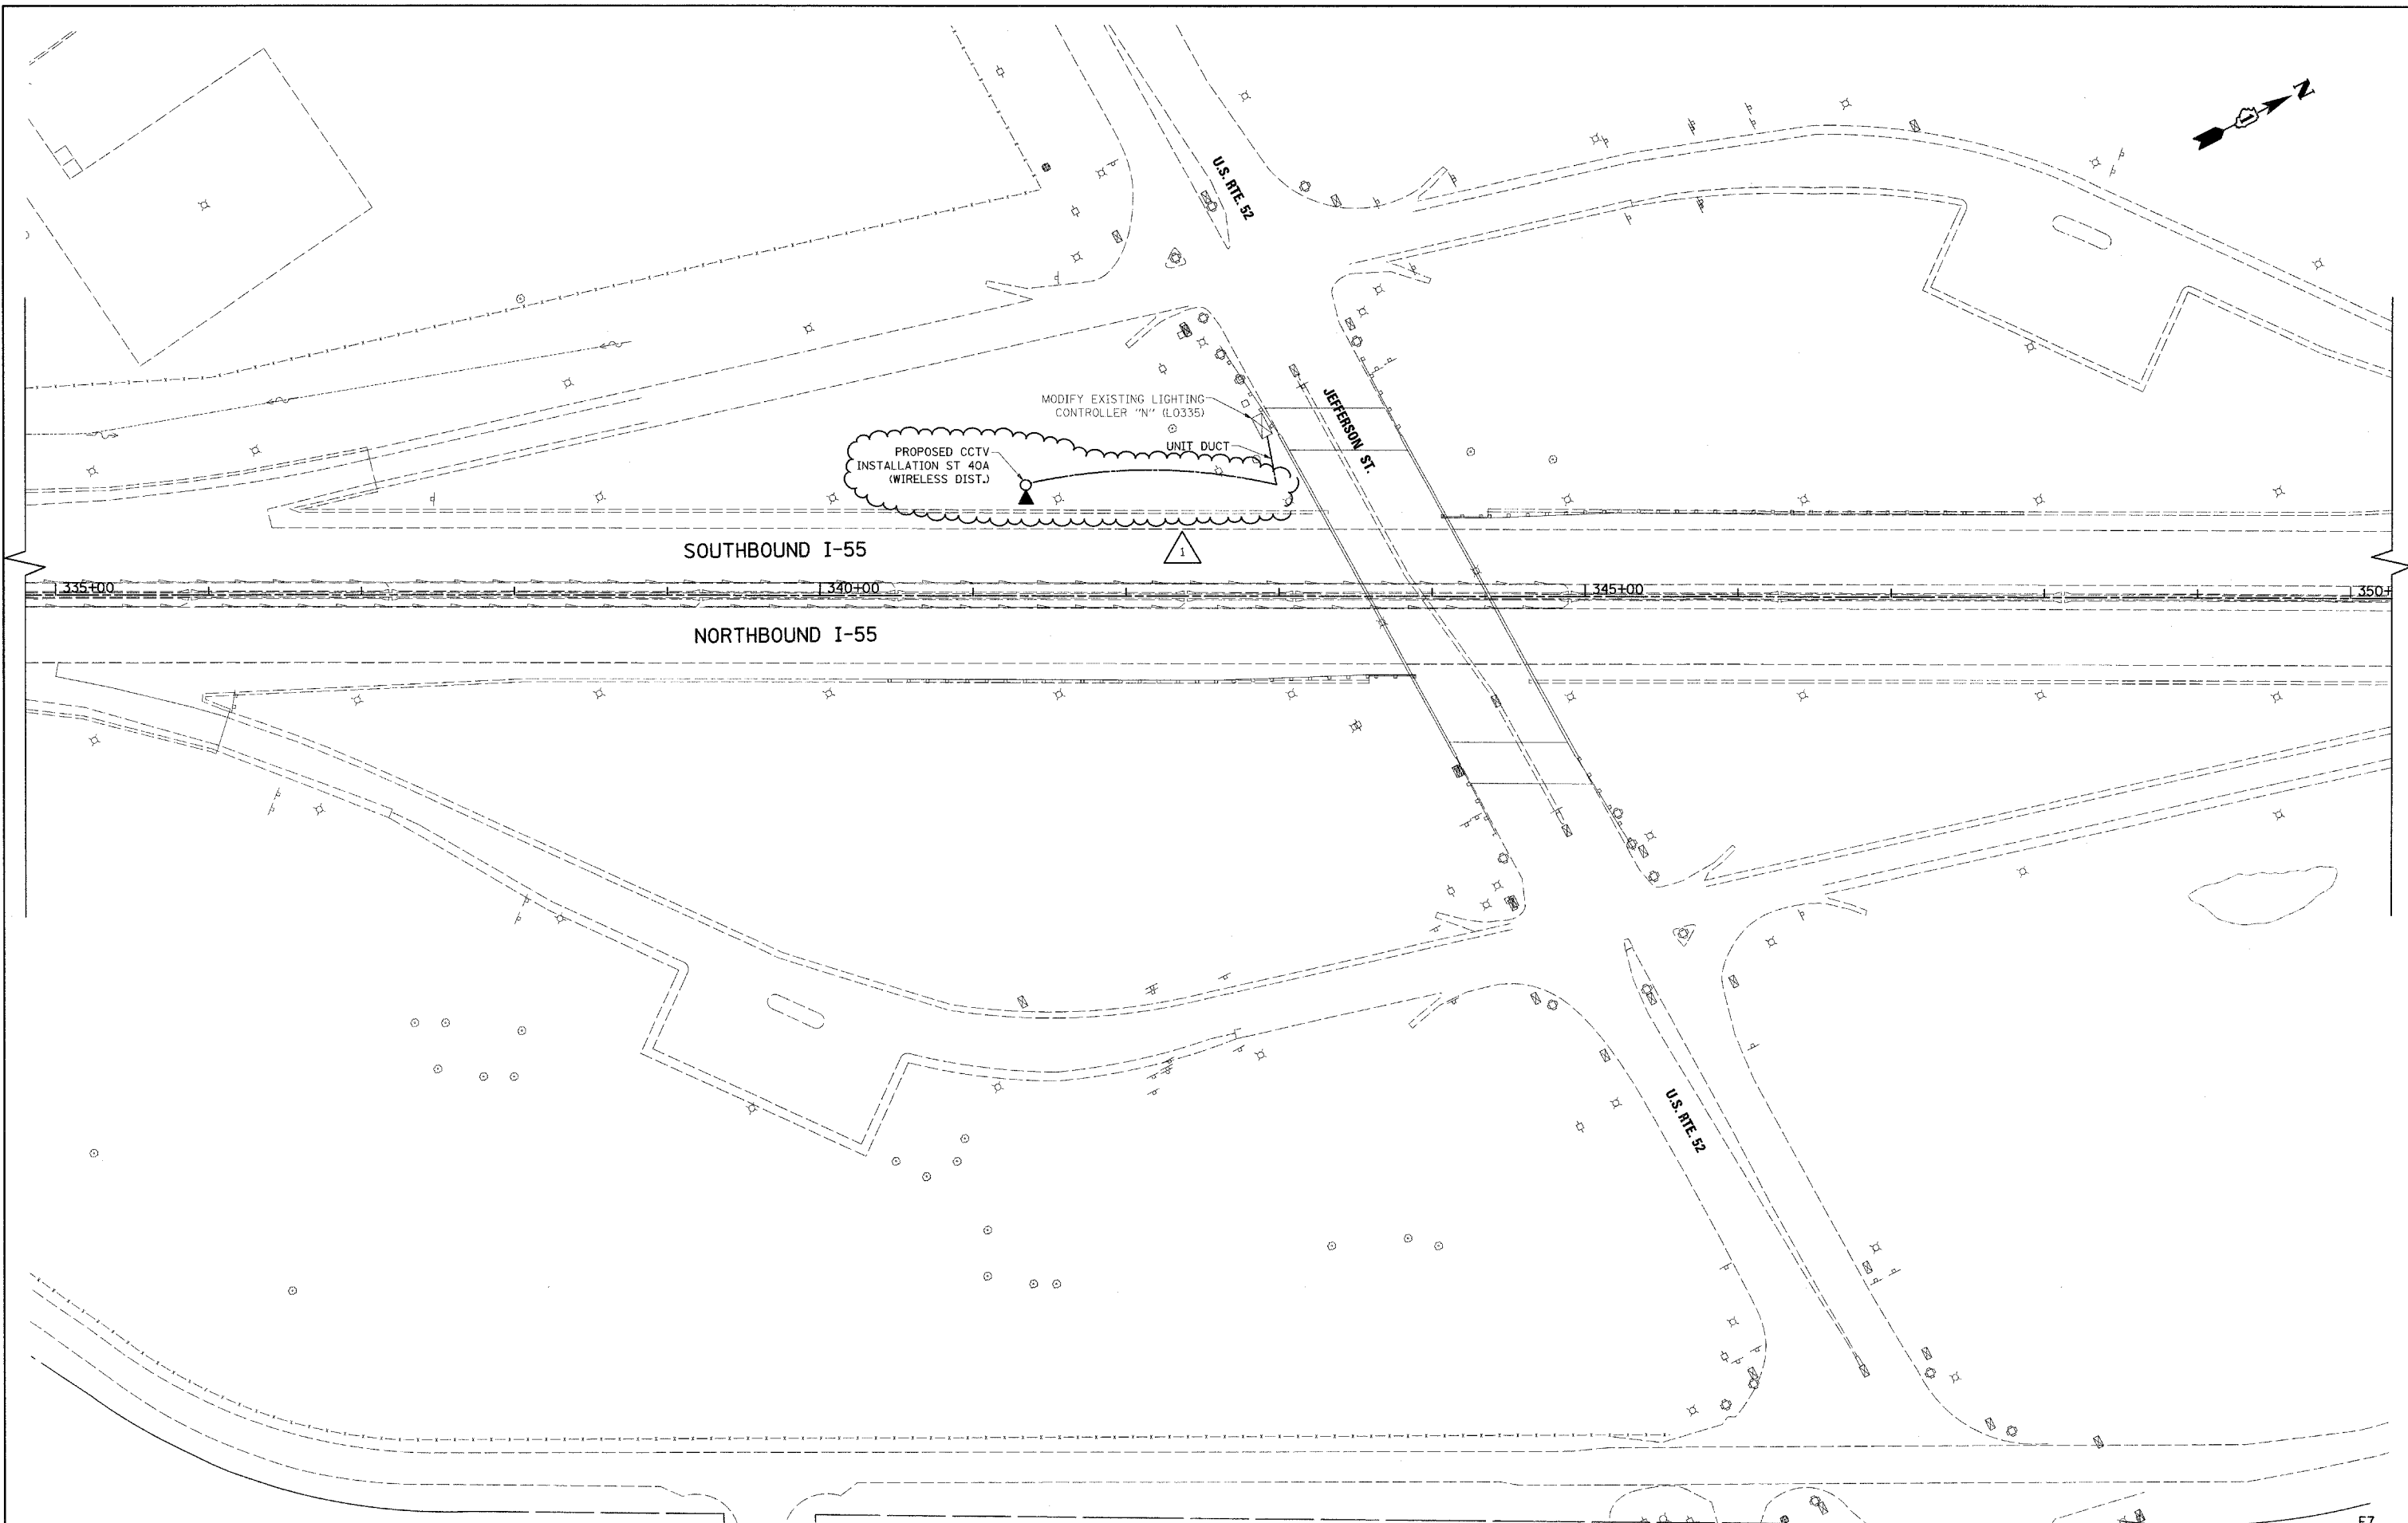 N
U.S. RTE. 52
MODIFY EXISTING LIGHTING
CONTROLLER "N" (L0335)
JEFFERSON ST.
UNIT DUCT
PROPOSED CCTV
INSTALLATION ST 40A
(WIRELESS DIST.)
SOUTHBOUND I-55
1
335+00
340+00
345+00
350+
NORTHBOUND I-55
U.S. RTE. 52